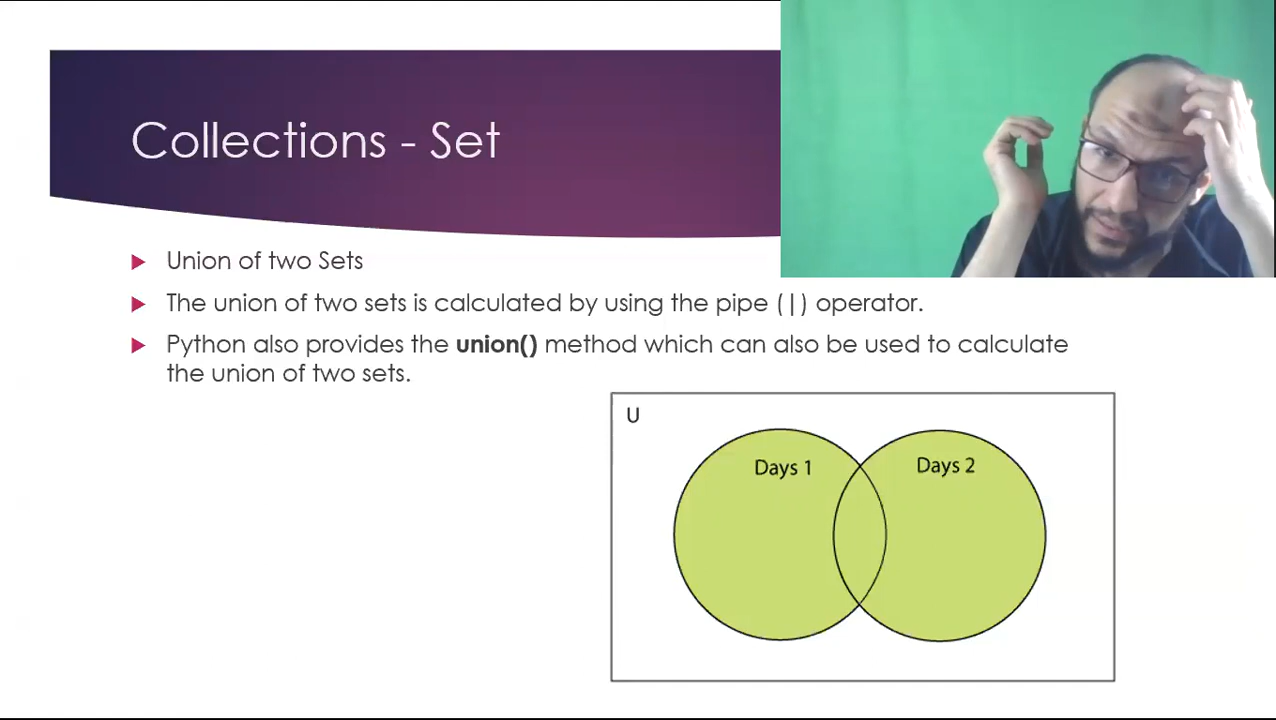 Collections - Set
Union of two Sets
The union of two sets is calculated by using the pipe (|) operator.
Python also provides the union() method which can also be used to calculate
the union of two sets.
U
Days 1
Days 2